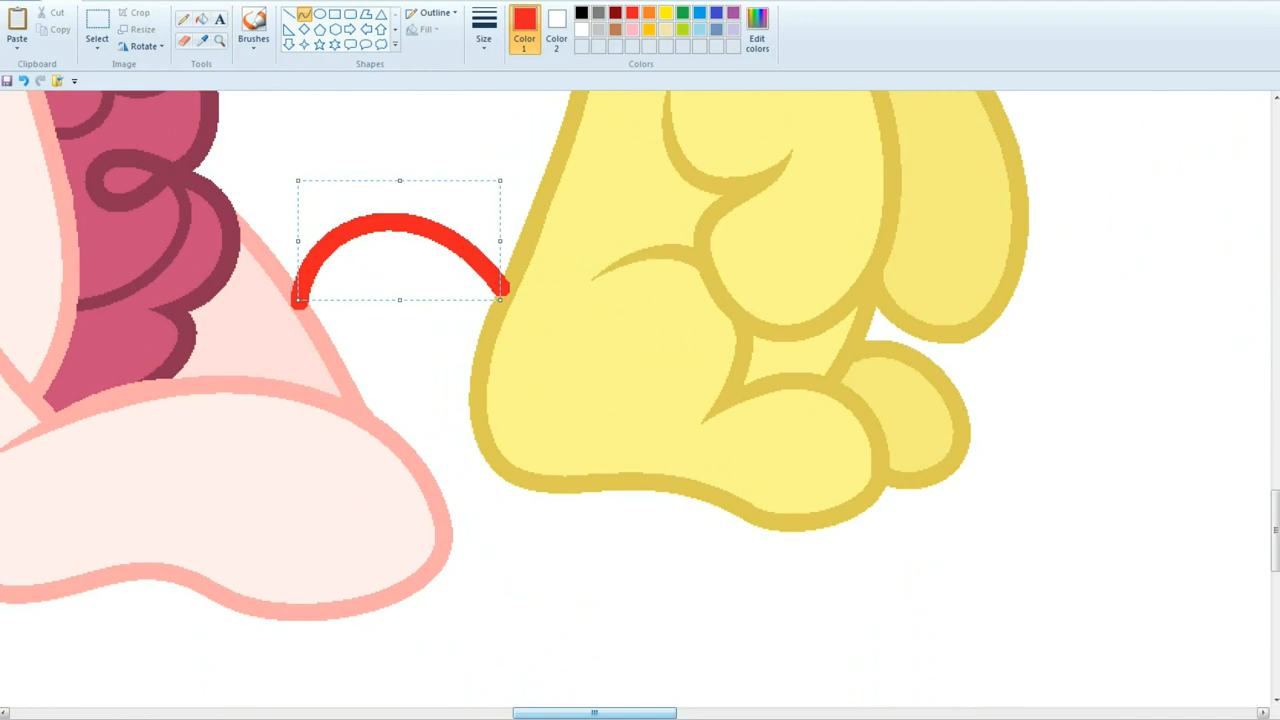 Paste
Cut
Copy
Clipboard
Select
Crop
Resize
Rotate
Image
A
Tools
Brushes
Outline
Fill
Shapes
Size
Color
1
Color
2
Edit
colors
Colors